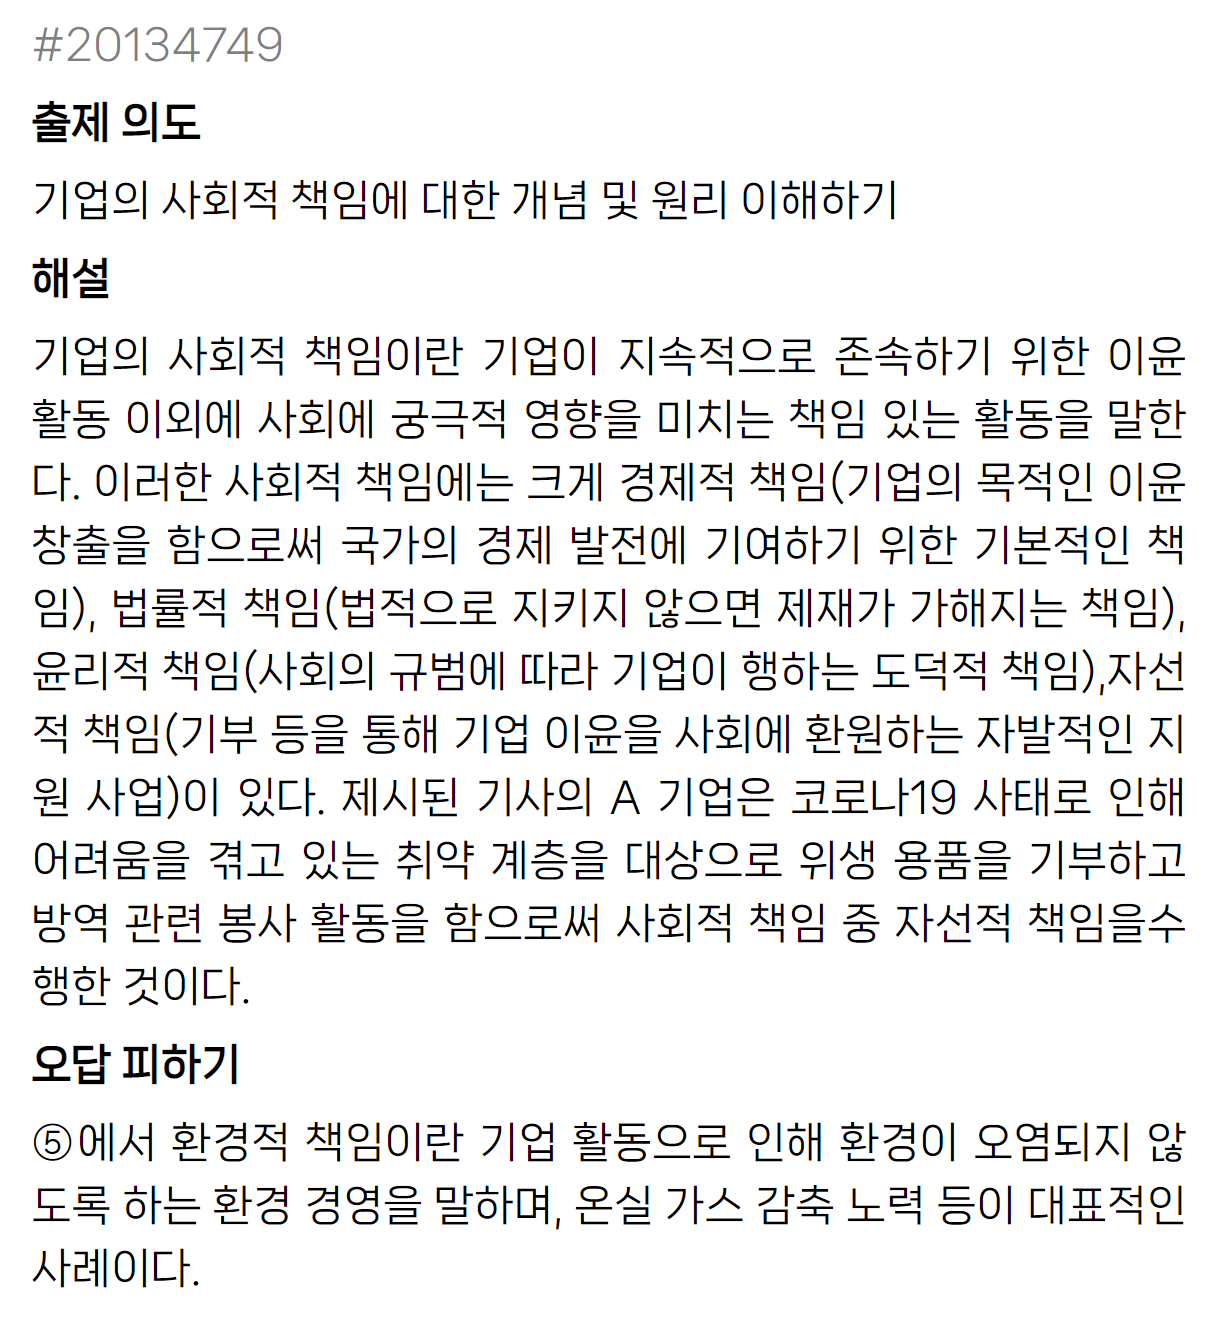 #20134749
출제 의도
기업의 사회적 책임에 대한 개념 및 원리 이해하기
해설
기업의 사회적 책임이란 기업이 지속적으로 존속하기 위한 이윤
활동 이외에 사회에 궁극적 영향을 미치는 책임 있는 활동을 말한
다. 이러한 사회적 책임에는 크게 경제적 책임(기업의 목적인 이윤
창출을 함으로써 국가의 경제 발전에 기여하기 위한 기본적인 책
임), 법률적 책임(법적으로 지키지 않으면 제재가 가해지는 책임),
윤리적 책임(사회의 규범에 따라 기업이 행하는 도덕적 책임),자선
적 책임(기부 등을 통해 기업 이윤을 사회에 환원하는 자발적인 지
원 사업)이 있다. 제시된 기사의 A 기업은 코로나19 사태로 인해
어려움을 겪고 있는 취약 계층을 대상으로 위생 용품을 기부하고
방역 관련 봉사 활동을 함으로써 사회적 책임 중 자선적 책임을수
행한 것이다.
오답 피하기
⑤에서 환경적 책임이란 기업 활동으로 인해 환경이 오염되지 않
도록 하는 환경 경영을 말하며, 온실 가스 감축 노력 등이 대표적인
사례이다.